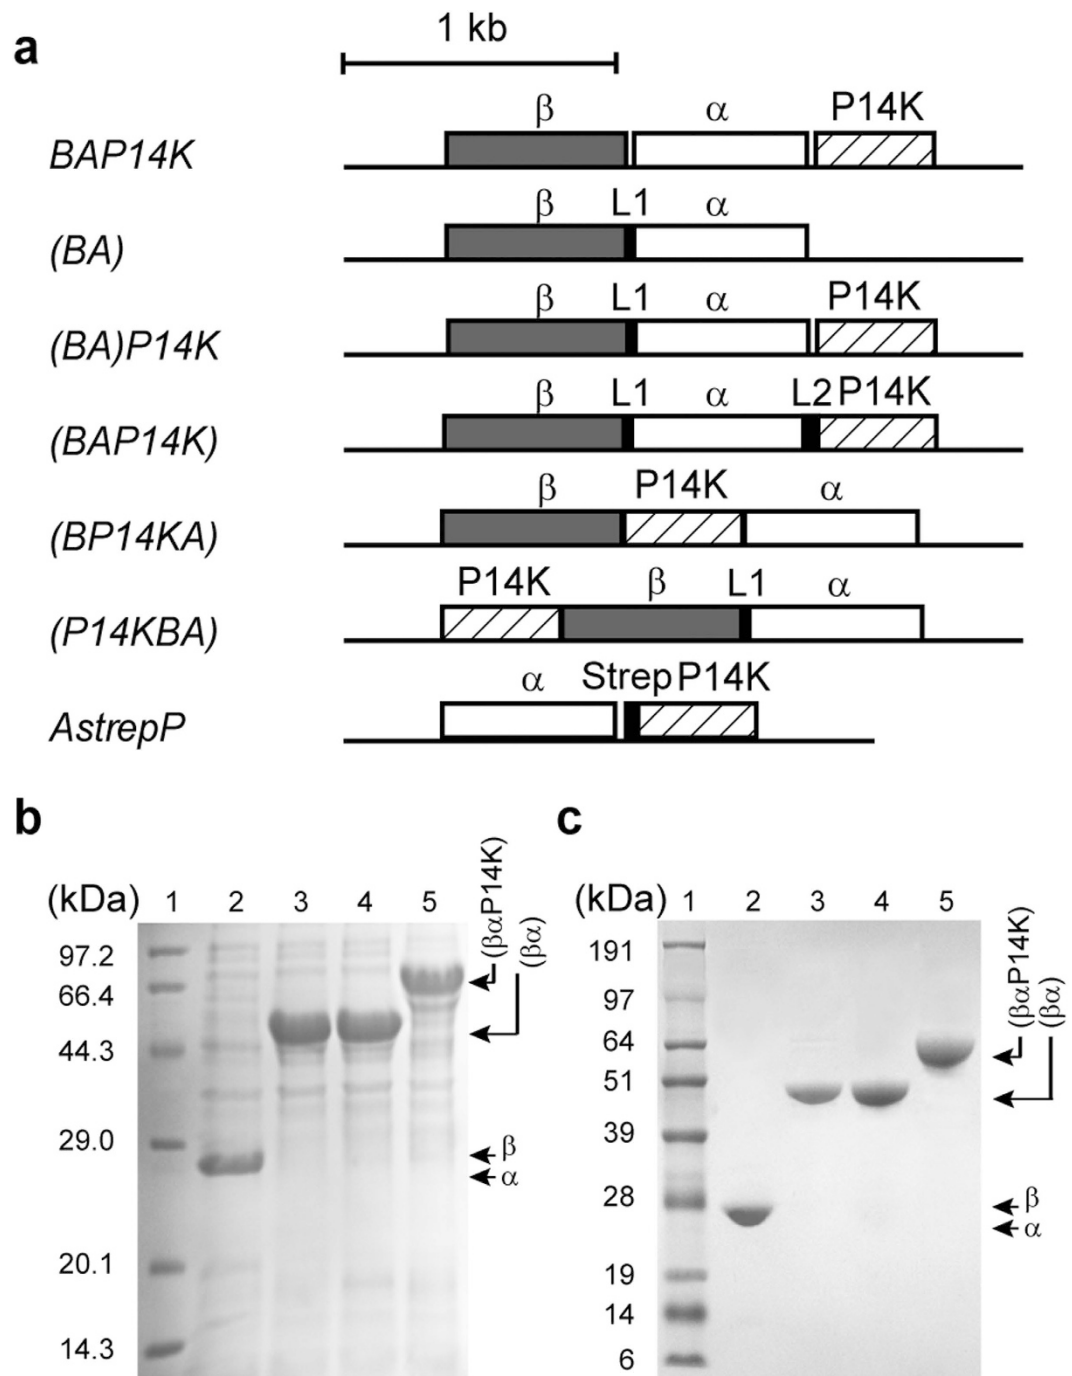 a
1 kb
BAP14K
β α P14K
(BA)
β L1 α
(BA)P14K
β L1 α P14K
(BAP14K)
β L1 α L2 P14K
(BP14KA)
β P14K α
(P14KBA)
P14K β L1 α
AstrepP
α Strep P14K
b
(kDa) 1 2 3 4 5
97.2
66.4
44.3
29.0
20.1
14.3
(βαP14K)
(βα)
β
α
c
(kDa) 1 2 3 4 5
191
97
64
51
39
28
19
14
6
(βαP14K)
(βα)
β
α